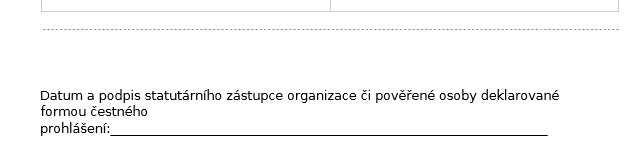 Datum a podpis statutárního zástupce organizace či pověřené osoby deklarované
formou čestného
prohlášení: